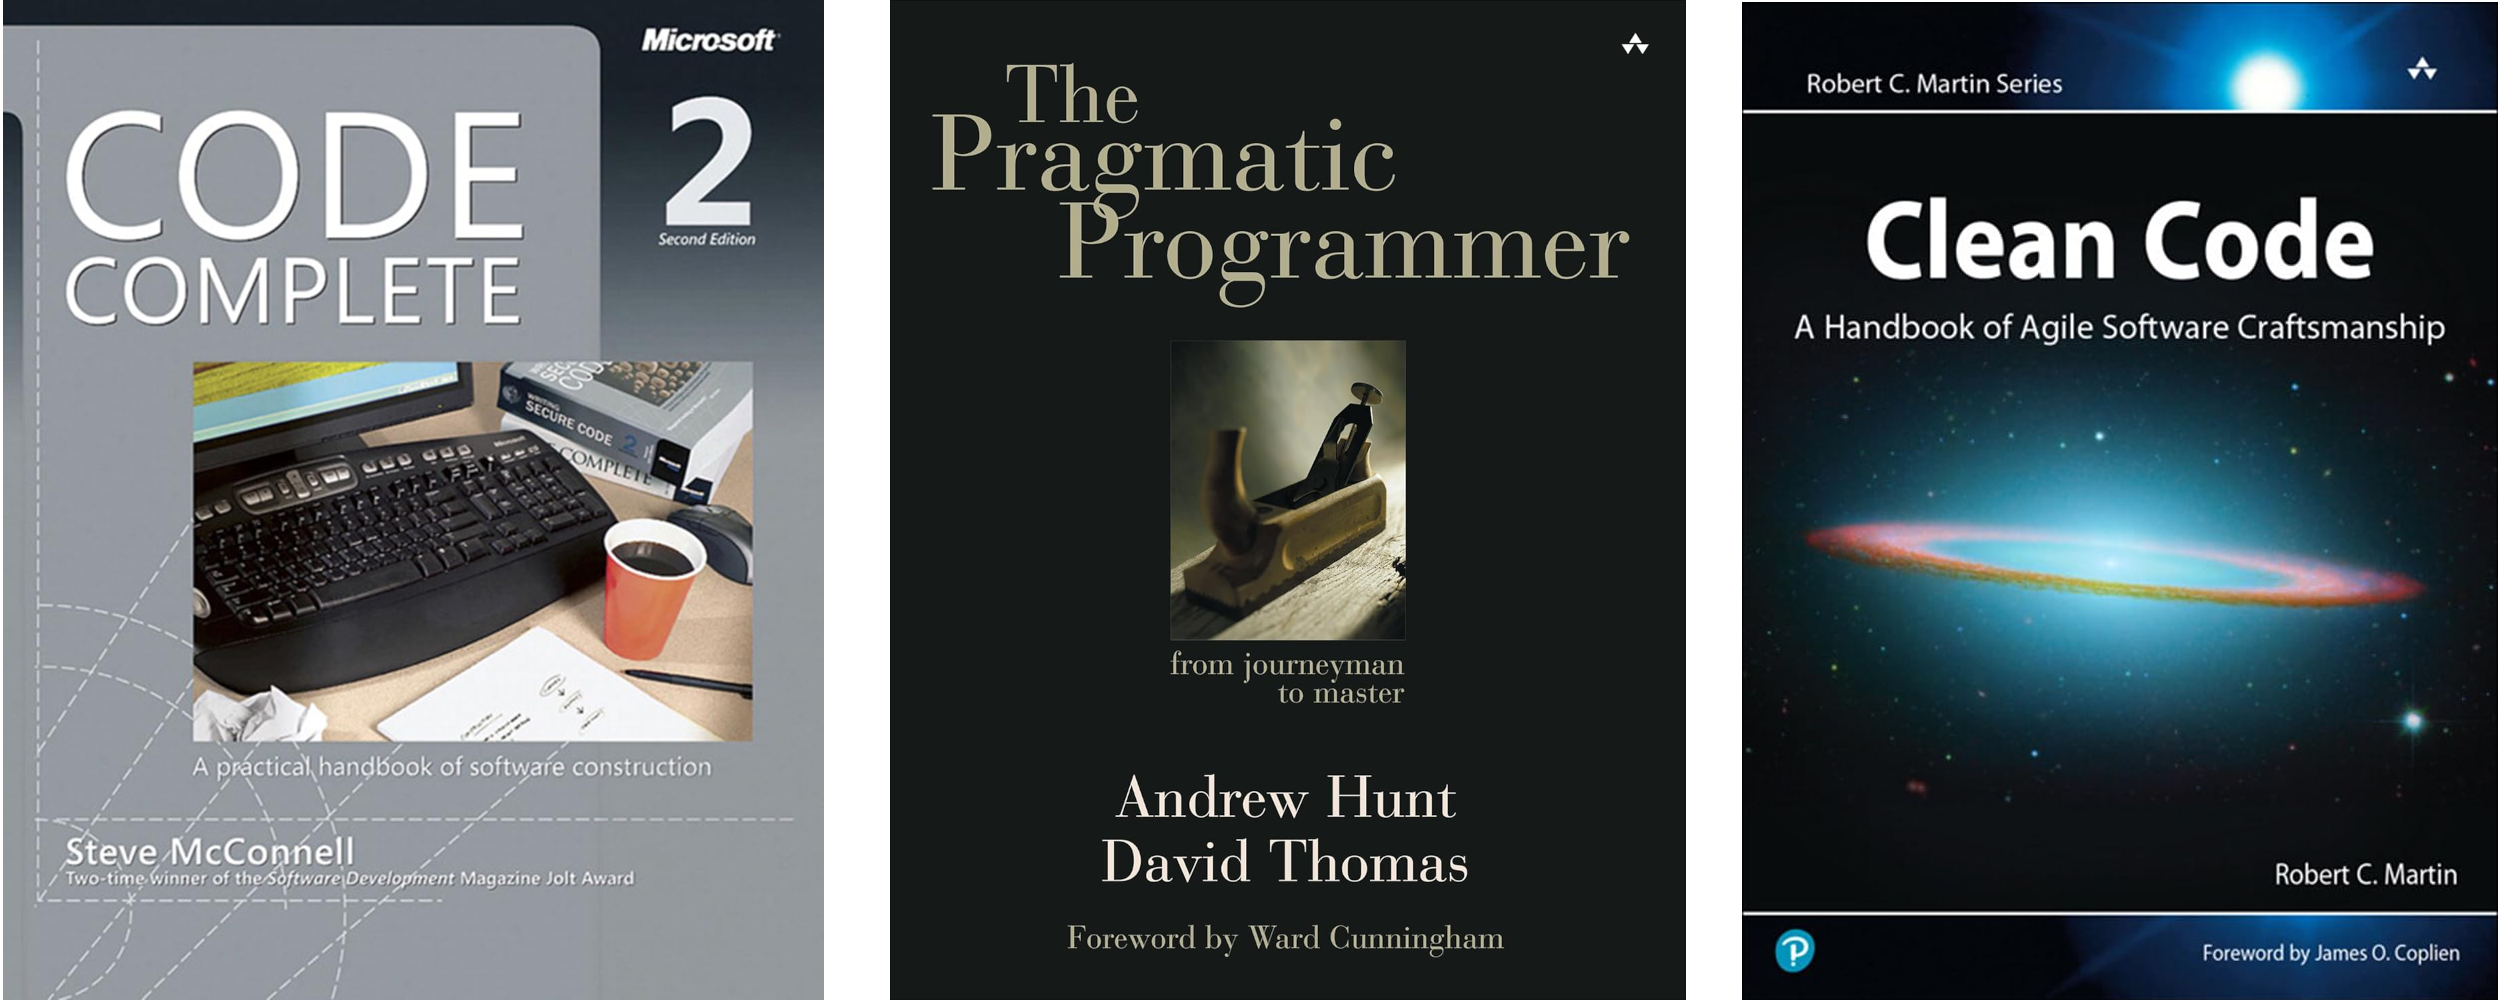 Microsoft
CODE
COMPLETE
2
Second Edition
WRITING
SECURE CODE 2
COMPLETE
Microsoft
A practical handbook of software construction
Steve McConnell
Two-time winner of the Software Development Magazine Jolt Award
The
Pragmatic
Programmer
from journeyman
to master
Andrew Hunt
David Thomas
Foreword by Ward Cunningham
Robert C. Martin Series
Clean Code
A Handbook of Agile Software Craftsmanship
Robert C. Martin
P
Foreword by James O. Coplien